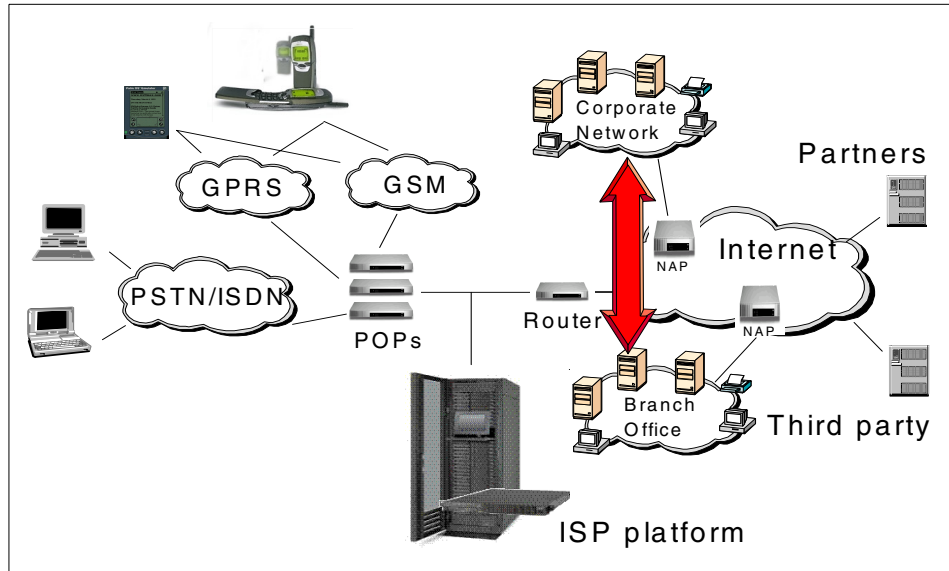 Corporate
Network
Partners
GPRS
GSM
Internet
NAP
PSTN/ISDN
Router
NAP
POPs
Branch
Office
Third party
ISP platform